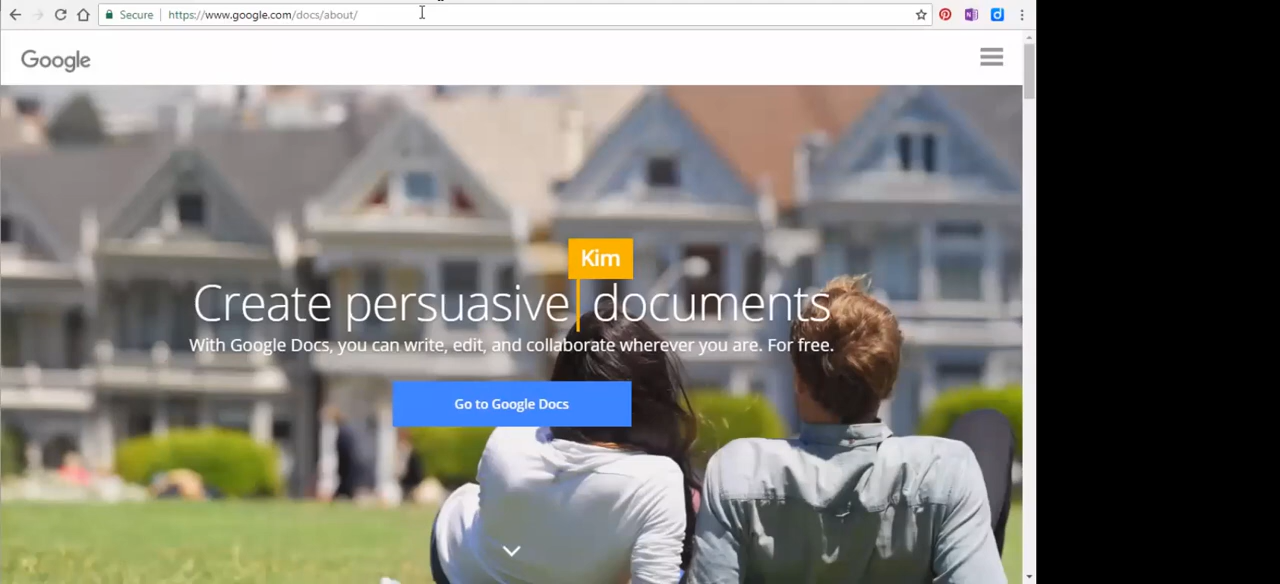 Secure https://www.google.com/docs/about/
Google
Kim
Create persuasive documents
With Google Docs, you can write, edit, and collaborate wherever you are. For free.
Go to Google Docs